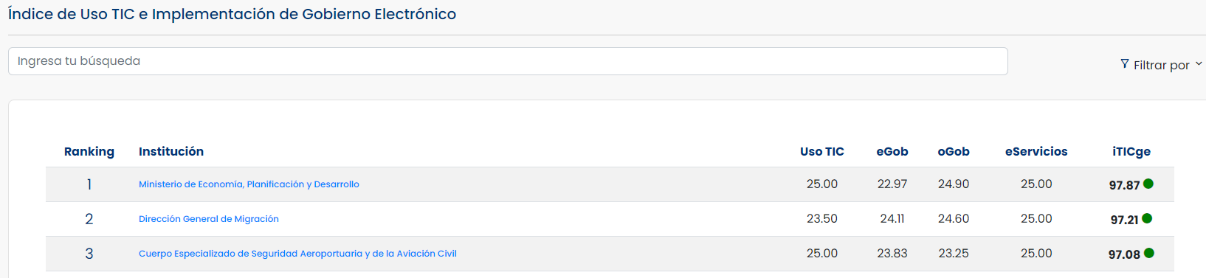 Índice de Uso TIC e Implementación de Gobierno Electrónico
Ingresa tu búsqueda
Filtrar por
Ranking Institución Uso TIC eGob oGob eServicios iTICge
1 Ministerio de Economía, Planificación y Desarrollo 25.00 22.97 24.90 25.00 97.87
2 Dirección General de Migración 23.50 24.11 24.60 25.00 97.21
3 Cuerpo Especializado de Seguridad Aeroportuaria y de la Aviación Civil 25.00 23.83 23.25 25.00 97.08